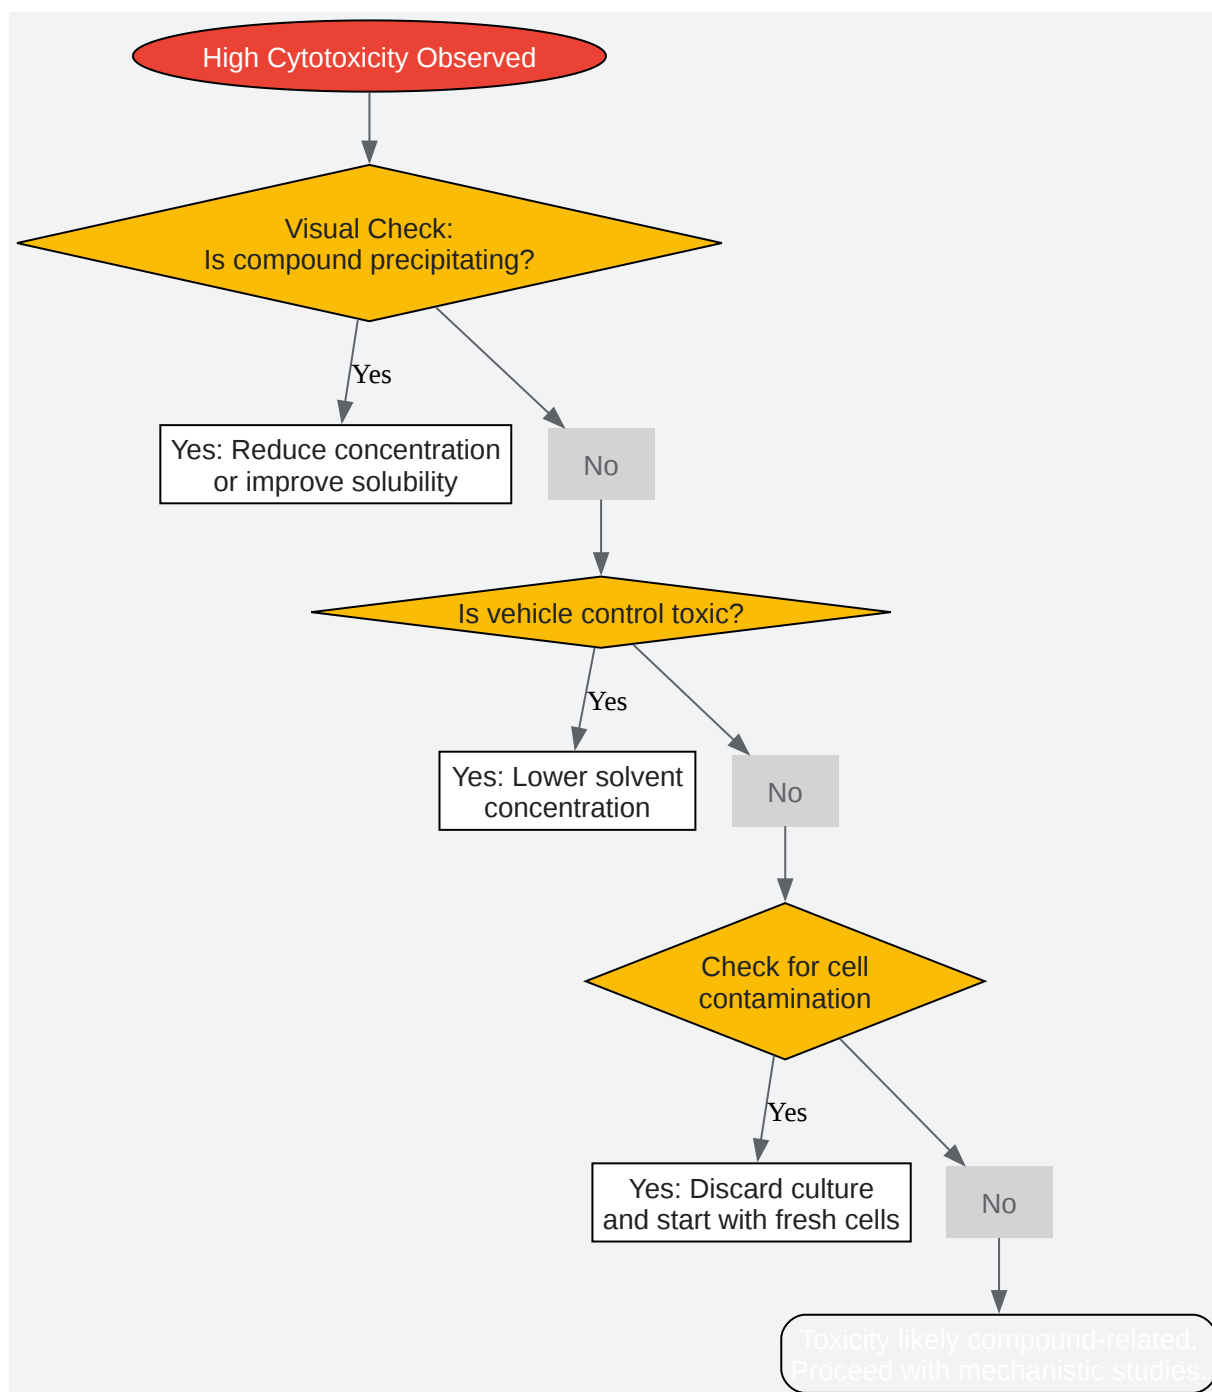 High Cytotoxicity Observed
Visual Check:
Is compound precipitating?
Yes
Yes: Reduce concentration
or improve solubility
No
Is vehicle control toxic?
Yes
Yes: Lower solvent
concentration
No
Check for cell
contamination
Yes
Yes: Discard culture
and start with fresh cells
No
Toxicity likely compound-related.
Proceed with mechanistic studies.